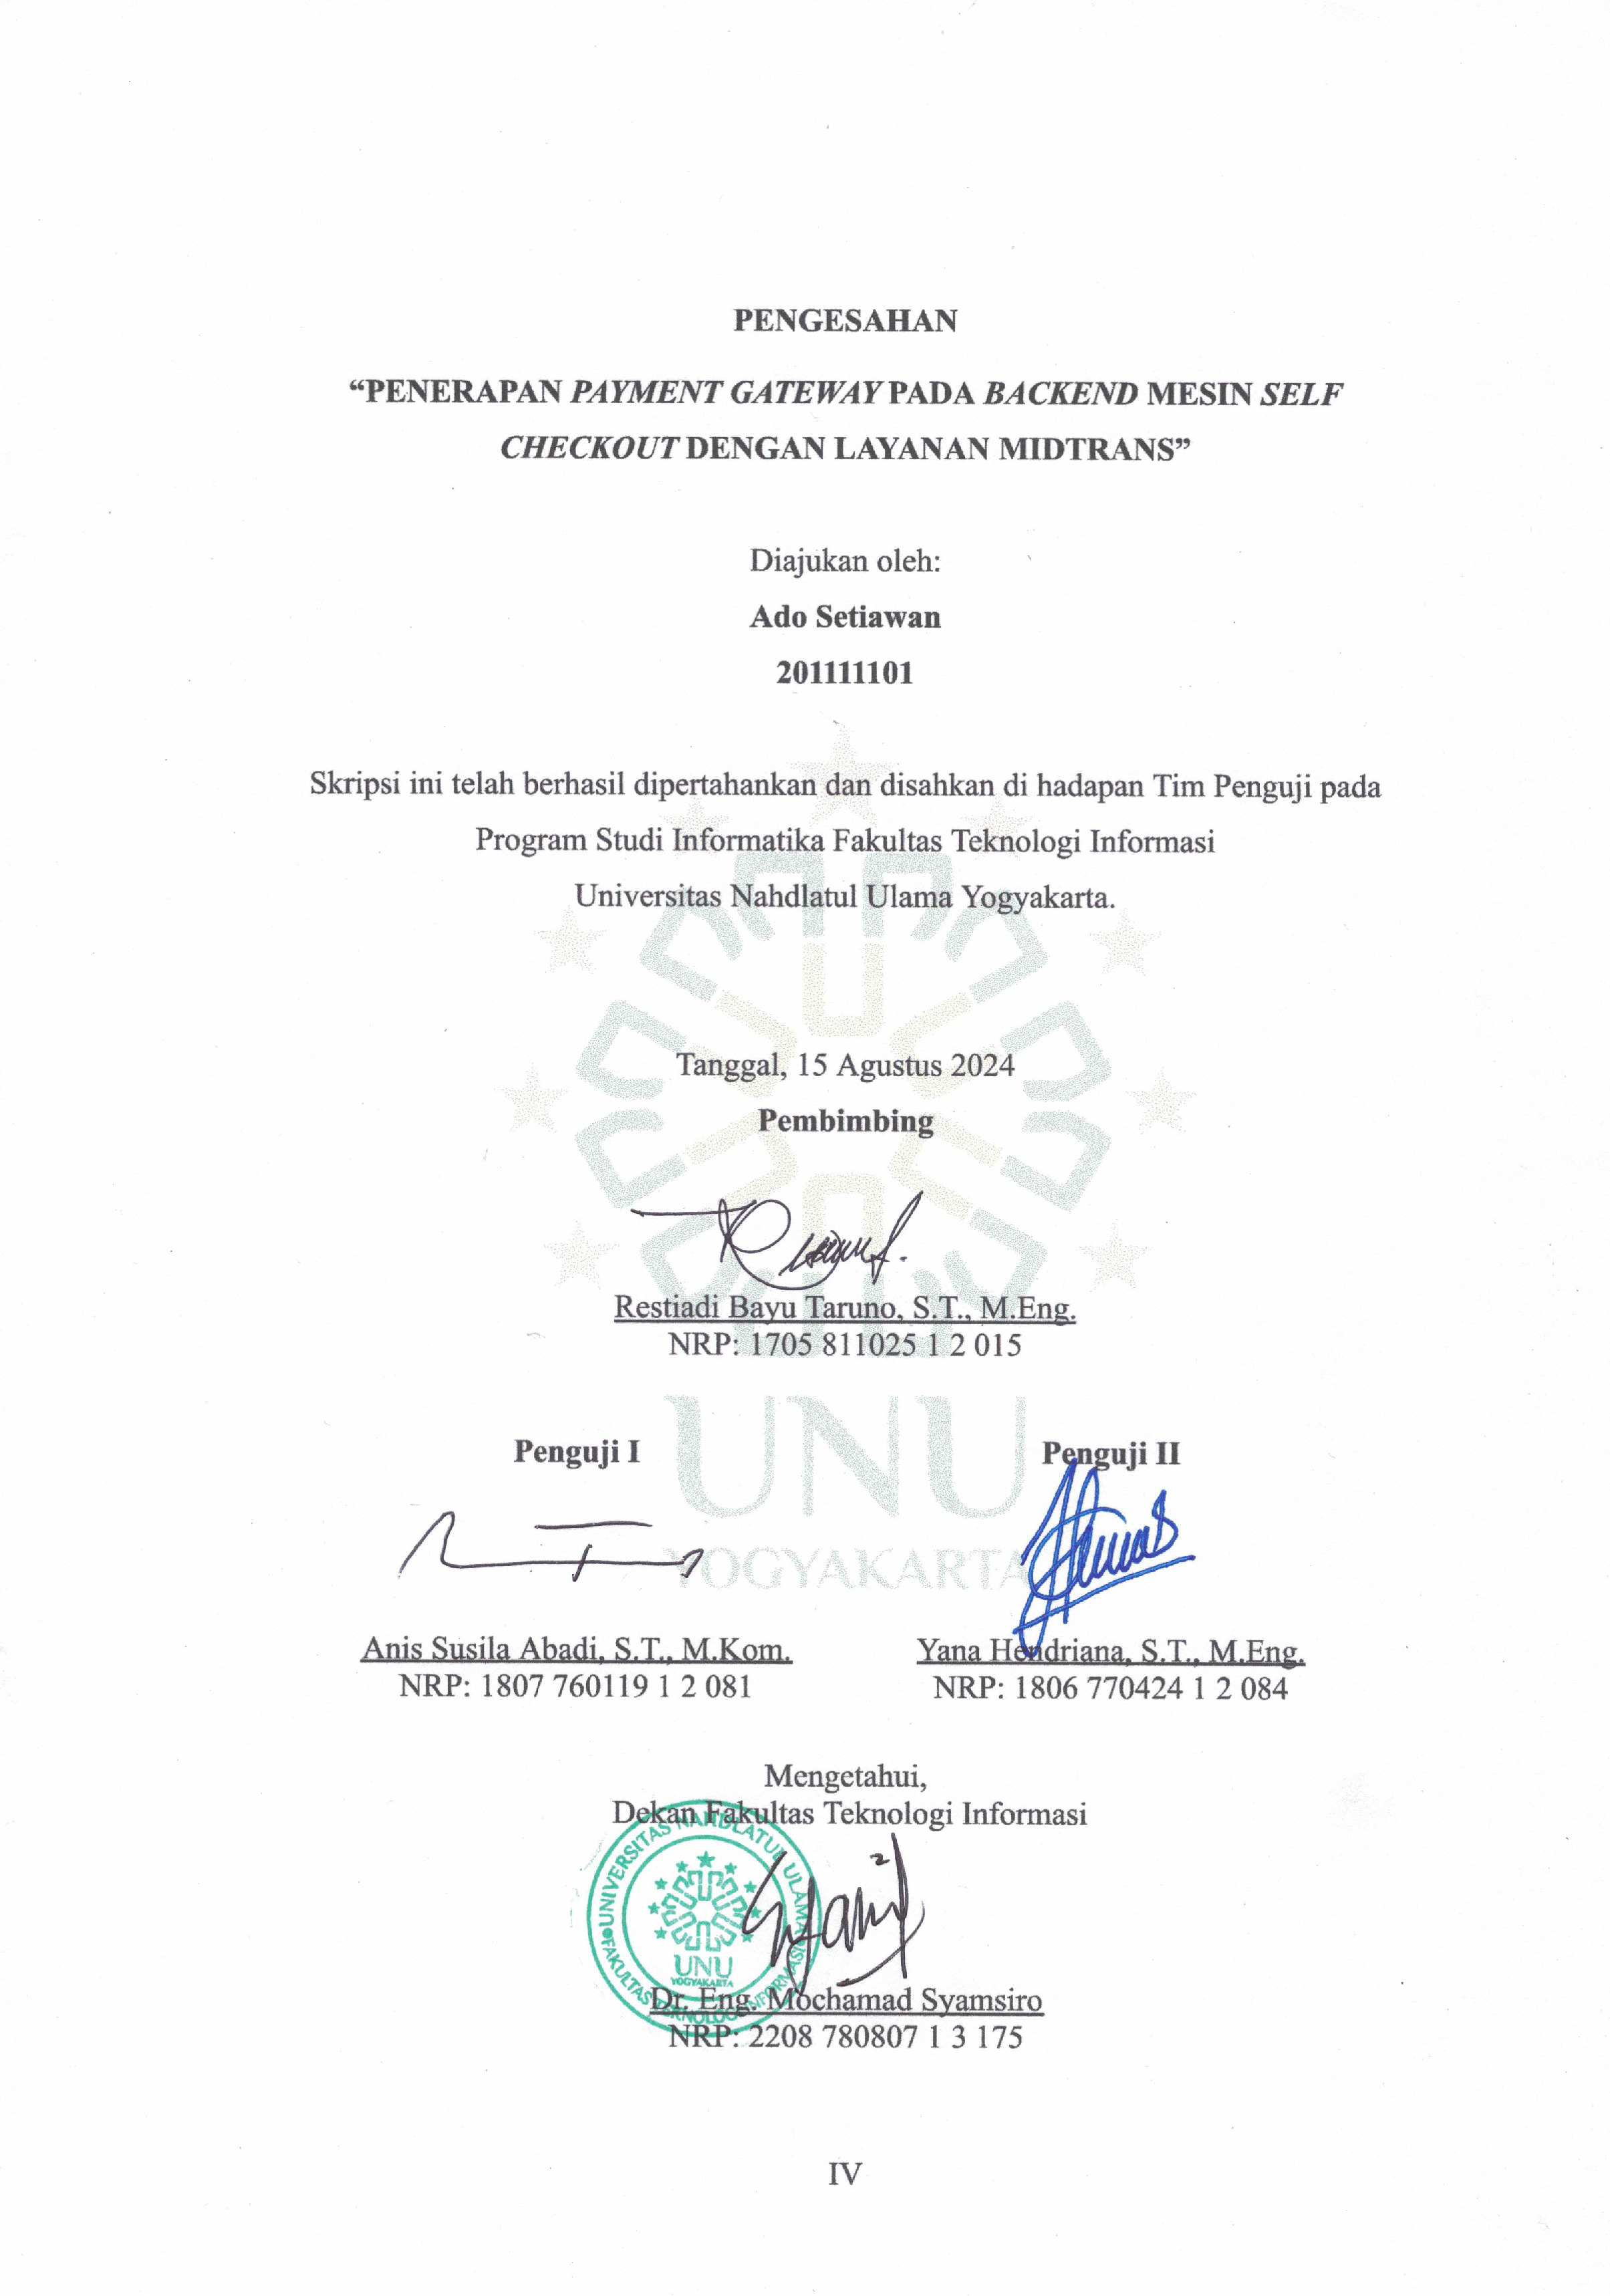 PENGESAHAN
“PENERAPAN PAYMENT GATEWAY PADA BACKEND MESIN SELF
CHECKOUT DENGAN LAYANAN MIDTRANS”
Diajukan oleh:
Ado Setiawan
201111101
Skripsi ini telah berhasil dipertahankan dan disahkan di hadapan Tim Penguji pada
Program Studi Informatika Fakultas Teknologi Informasi
Universitas Nahdlatul Ulama Yogyakarta.
Tanggal, 15 Agustus 2024
Pembimbing
Restiadi Bayu Taruno, S.T., M.Eng.
NRP: 1705 811025 1 2 015
UNU
YOGYAKARTA
Penguji I
Penguji II
Anis Susila Abadi, S.T., M.Kom.
Yana Hendriana, S.T., M.Eng.
NRP: 1807 760119 1 2 081
NRP: 1806 770424 1 2 084
Mengetahui,
Dekan Fakultas Teknologi Informasi
UNIVERSITAS NAHDLATUL ULAMA
FAKULTAS TEKNOLOGI INFORMASI
UNU
YOGYAKARTA
Dr. Eng. Mochamad Syamsiro
NRP: 2208 780807 1 3 175
IV